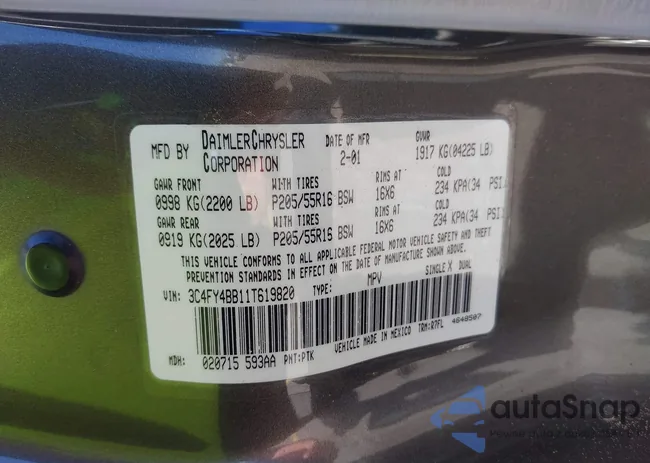 MFD BY DAIMLERCHRYSLER CORPORATION DATE OF MFR 2-01 GVWR 1917 KG(04225 LB)
GAWR FRONT WITH TIRES RIMS AT COLD
0998 KG(2200 LB) P205/55R16 BSW 16X6 234 KPA(34 PSI)
GAWR REAR WITH TIRES RIMS AT COLD
0919 KG(2025 LB) P205/55R16 BSW 16X6 234 KPA(34 PSI)
THIS VEHICLE CONFORMS TO ALL APPLICABLE FEDERAL MOTOR VEHICLE SAFETY AND THEFT
PREVENTION STANDARDS IN EFFECT ON THE DATE OF MANUFACTURE SHOWN ABOVE.
VIN: 3C4FY4BB11T619820 TYPE: MPV SINGLE X DUAL
MDH: 020715 593AA PNT:PTK VEHICLE MADE IN MEXICO TRM:R7FL 4648507
autaSnap